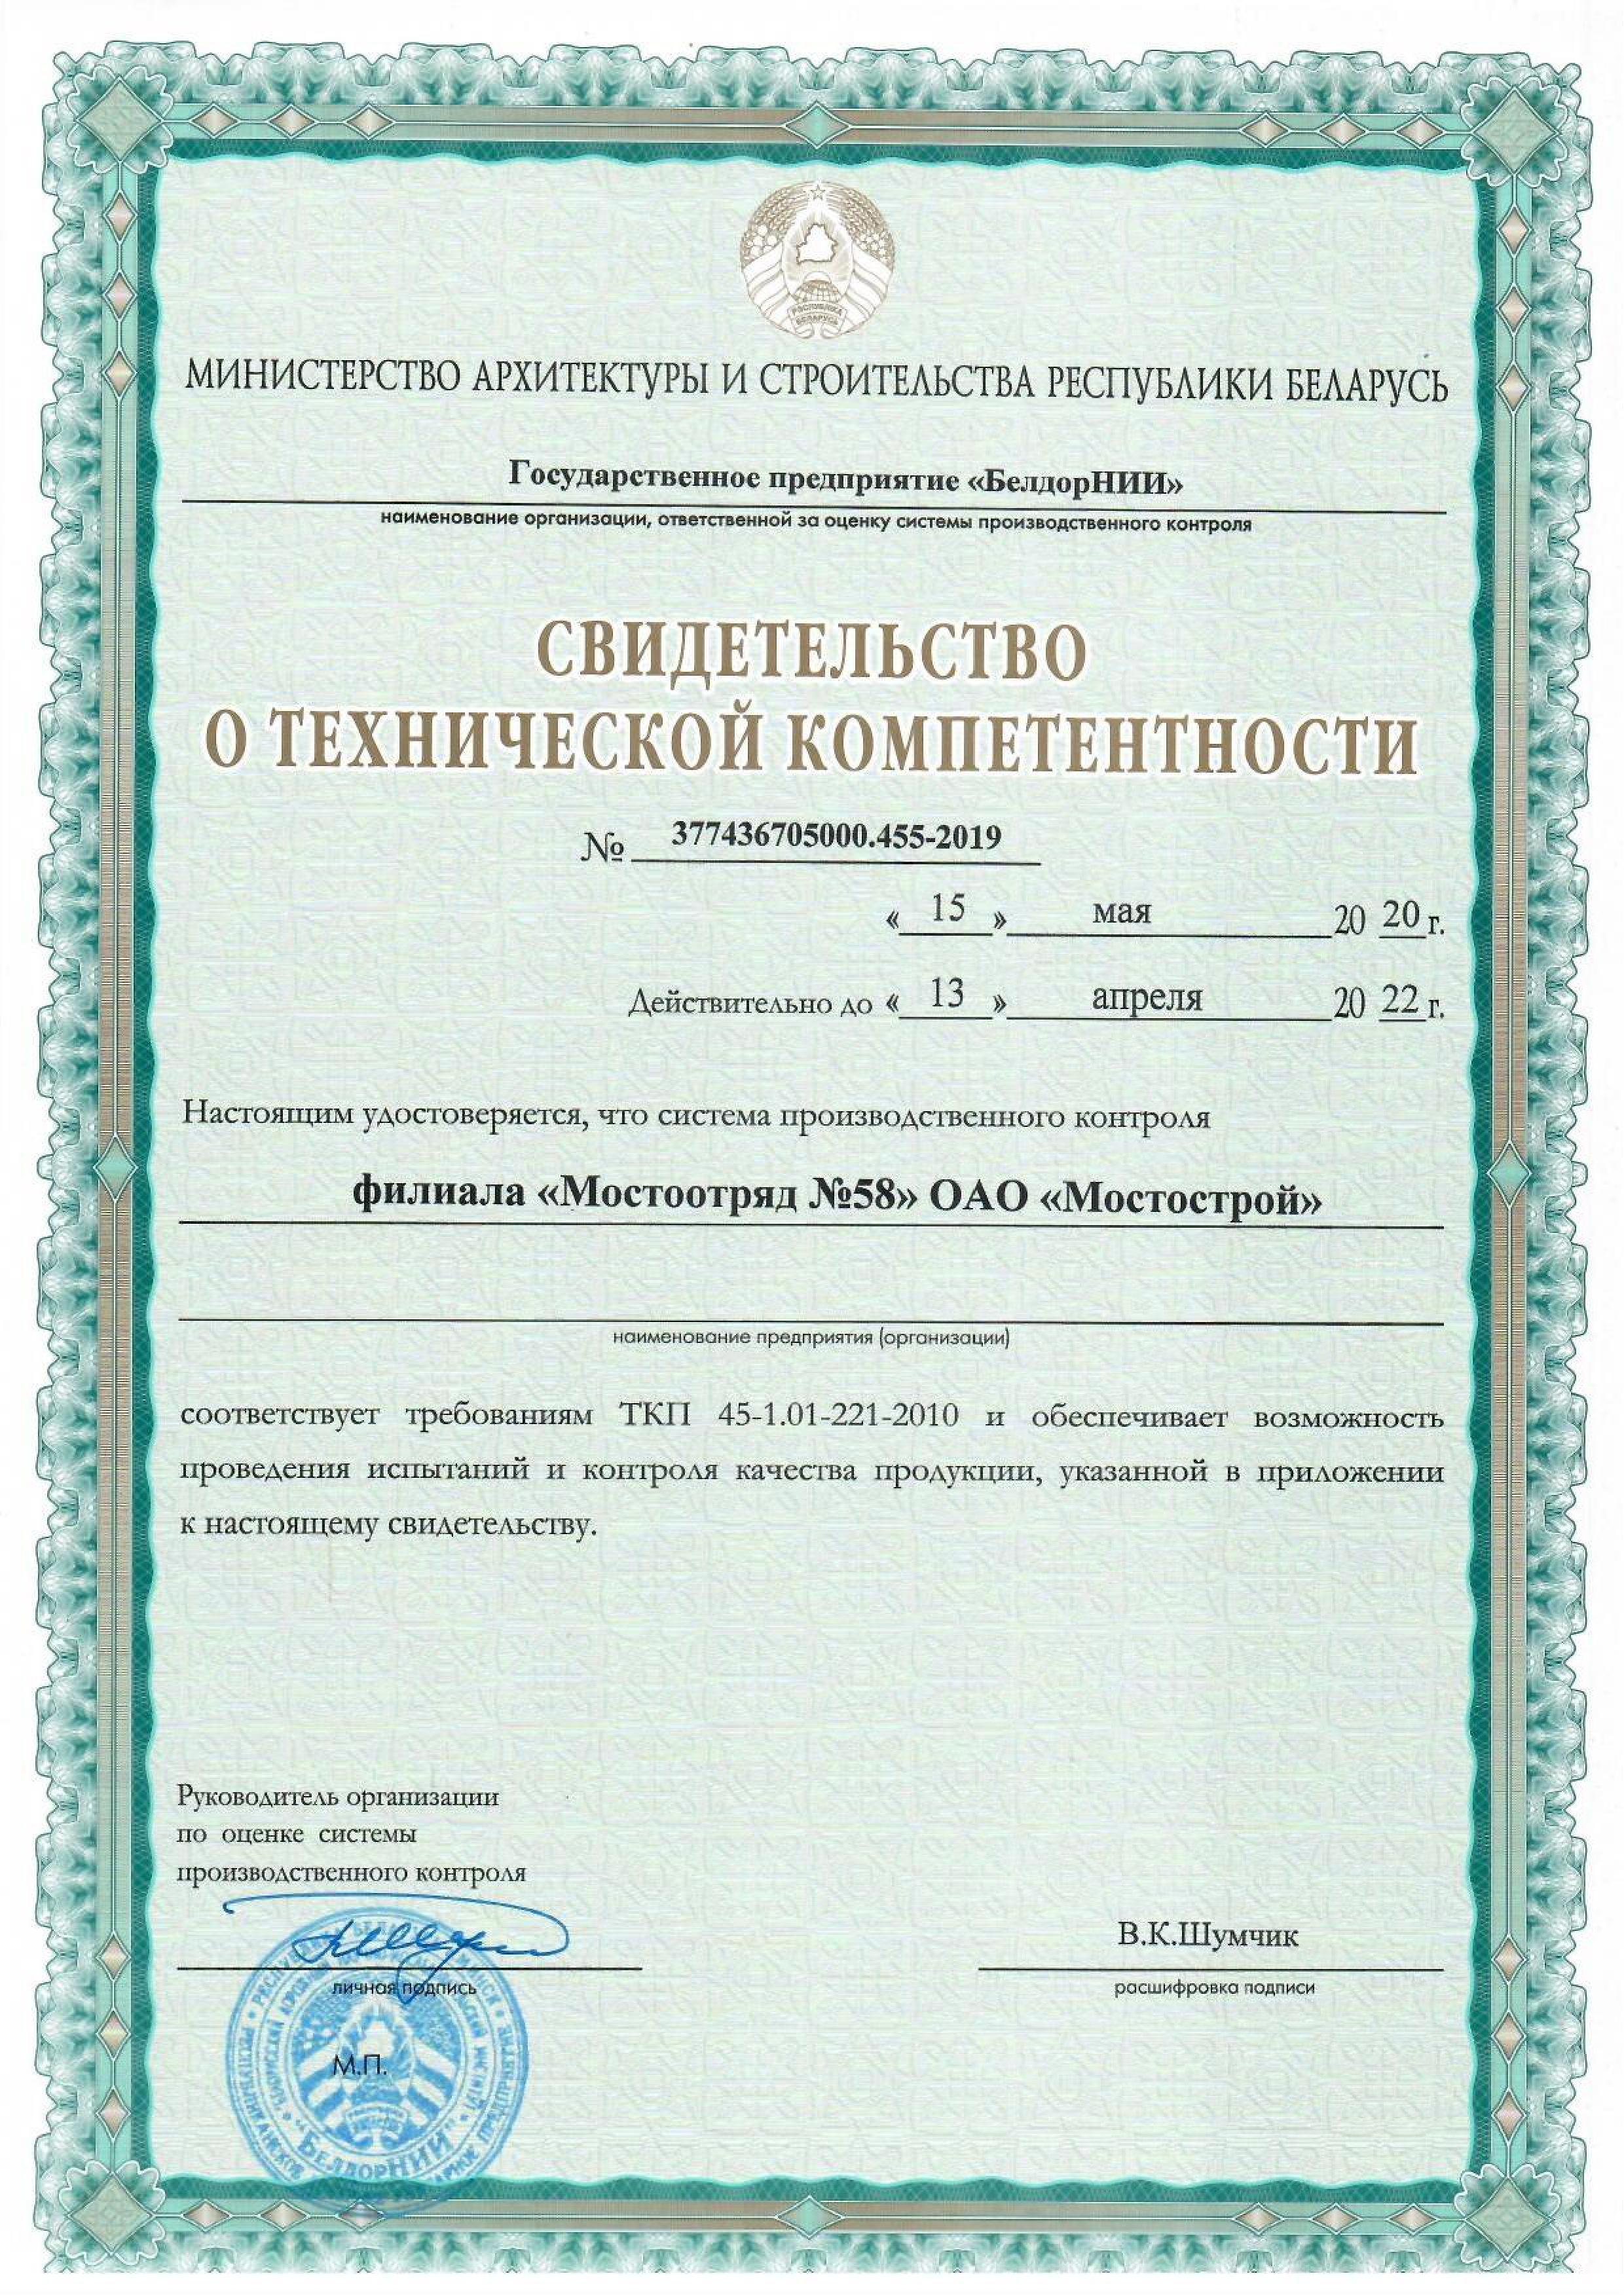 РЭСПУБЛІКА
БЕЛАРУСЬ
МИНИСТЕРСТВО АРХИТЕКТУРЫ И СТРОИТЕЛЬСТВА РЕСПУБЛИКИ БЕЛАРУСЬ
Государственное предприятие «БелдорНИИ»
наименование организации, ответственной за оценку системы производственного контроля
СВИДЕТЕЛЬСТВО
О ТЕХНИЧЕСКОЙ КОМПЕТЕНТНОСТИ
№ 377436705000.455-2019
« 15 » мая 20 20 г.
Действительно до « 13 » апреля 20 22 г.
Настоящим удостоверяется, что система производственного контроля
филиала «Мостоотряд №58» ОАО «Мостострой»
наименование предприятия (организации)
соответствует требованиям ТКП 45-1.01-221-2010 и обеспечивает возможность
проведения испытаний и контроля качества продукции, указанной в приложении
к настоящему свидетельству.
Руководитель организации
по оценке системы
производственного контроля
В.К.Шумчик
личная подпись
расшифровка подписи
М.П.
"БЕЛДОРНИИ"